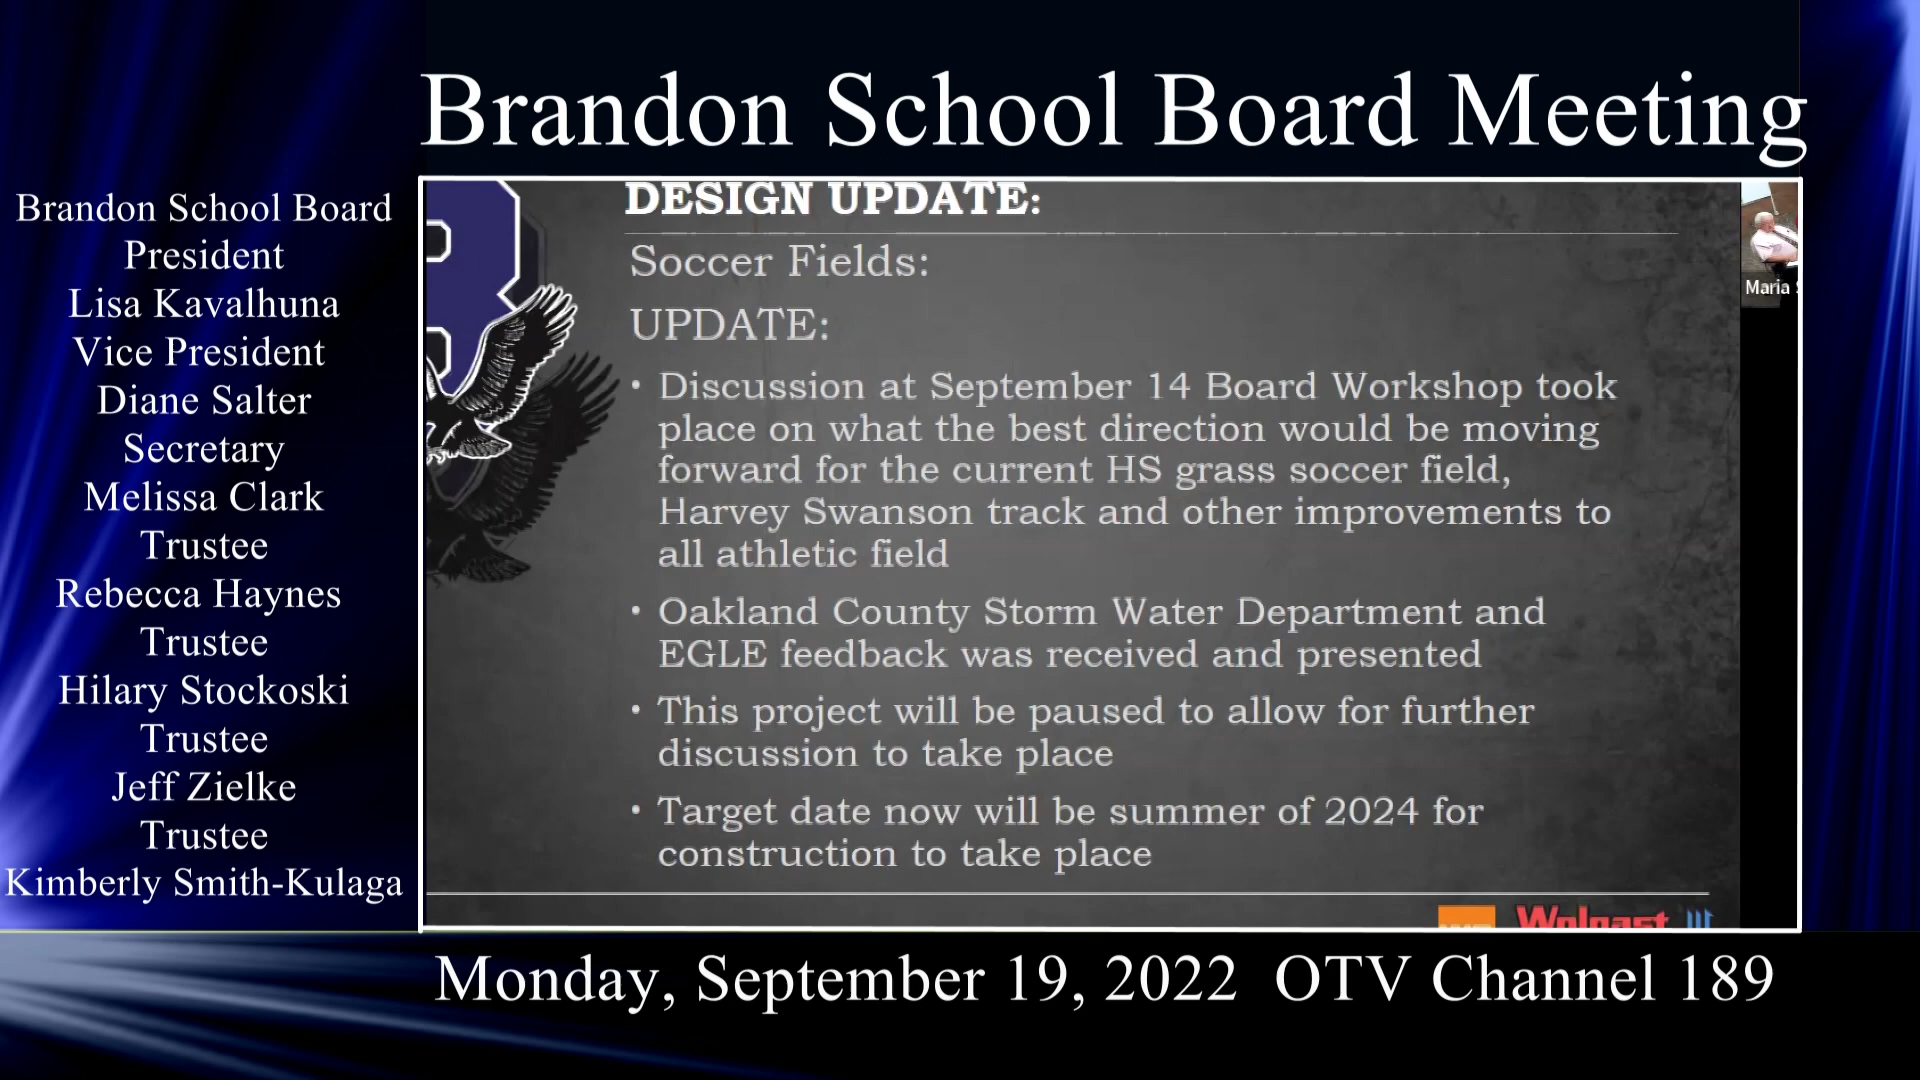 Brandon School Board Meeting
Brandon School Board
President
Lisa Kavalhuna
Vice President
Diane Salter
Secretary
Melissa Clark
Trustee
Rebecca Haynes
Trustee
Hilary Stockoski
Trustee
Jeff Zielke
Trustee
Kimberly Smith-Kulaga
DESIGN UPDATE:
Soccer Fields:
UPDATE:
• Discussion at September 14 Board Workshop took
place on what the best direction would be moving
forward for the current HS grass soccer field,
Harvey Swanson track and other improvements to
all athletic field
• Oakland County Storm Water Department and
EGLE feedback was received and presented
• This project will be paused to allow for further
discussion to take place
• Target date now will be summer of 2024 for
construction to take place
Maria
Wolgast
Monday, September 19, 2022 OTV Channel 189